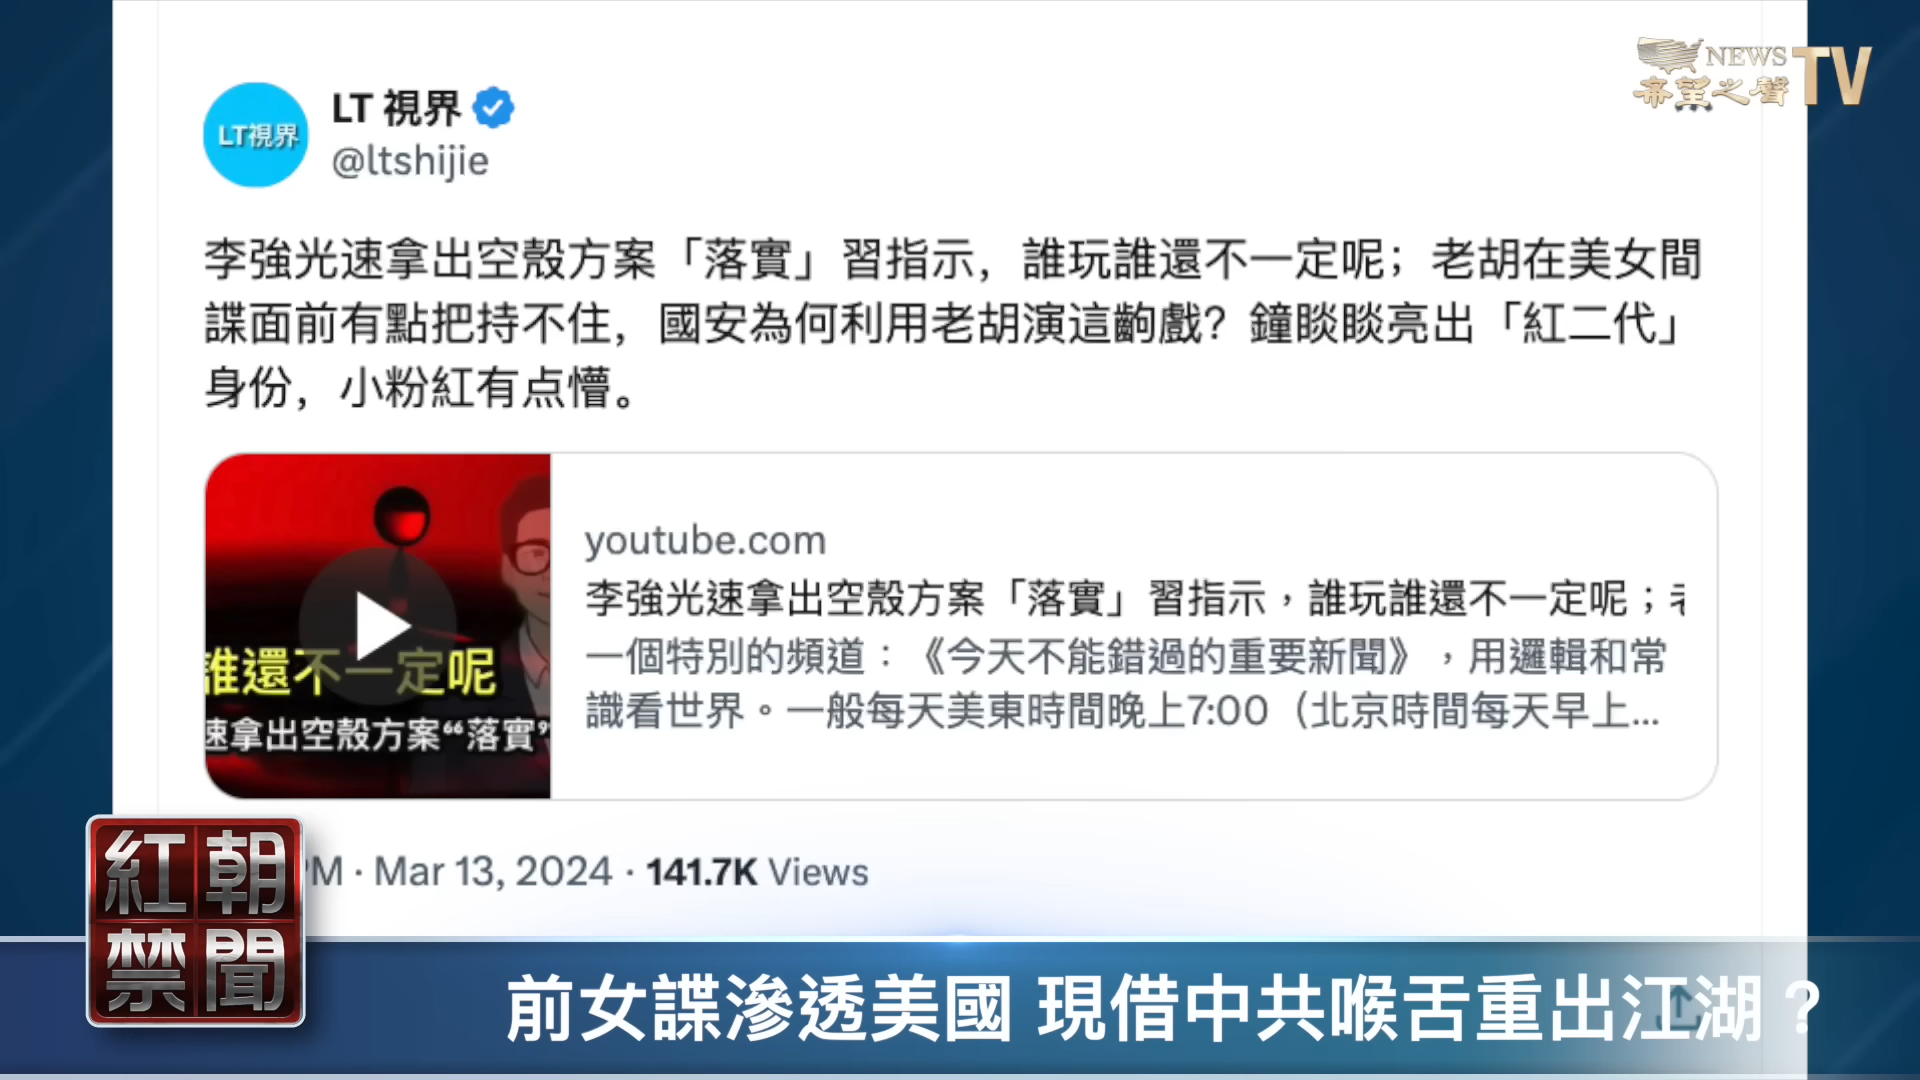 NEWS
希望之聲
TV
LT 視界
LT視界
@ltshijie
李強光速拿出空殼方案「落實」習指示，誰玩誰還不一定呢；老胡在美女間
諜面前有點把持不住，國安為何利用老胡演這齣戲？鐘睒睒亮出「紅二代」
身份，小粉紅有点懵。
誰還不一定呢
速拿出空殼方案“落實”
youtube.com
李強光速拿出空殼方案「落實」習指示，誰玩誰還不一定呢；老
一個特別的頻道：《今天不能錯過的重要新聞》，用邏輯和常
識看世界。一般每天美東時間晚上7:00（北京時間每天早上...
PM · Mar 13, 2024 · 141.7K Views
紅朝
禁聞
前女諜滲透美國 現借中共喉舌重出江湖？